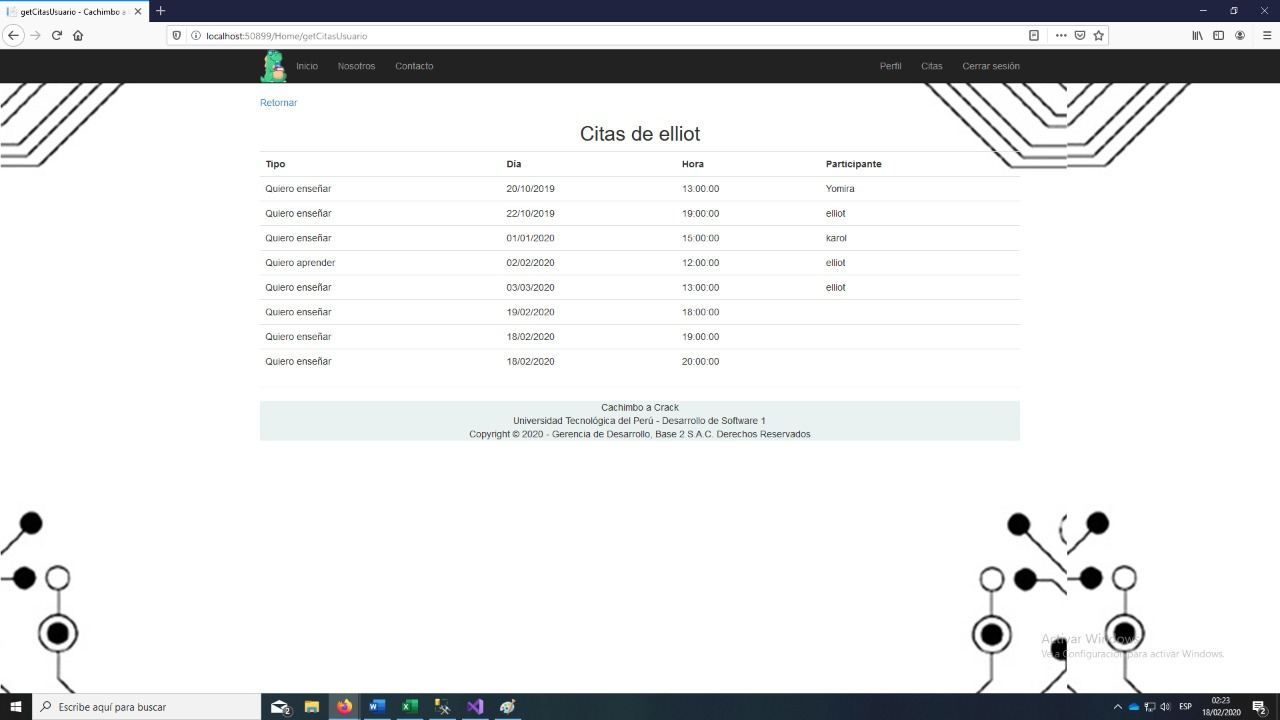 getCitasUsuario - Cachimbo a
localhost:50899/Home/getCitasUsuario
Inicio Nosotros Contacto Perfil Citas Cerrar sesión
Retornar
Citas de elliot
Tipo Día Hora Participante
Quiero enseñar 20/10/2019 13:00:00 Yomira
Quiero enseñar 22/10/2019 19:00:00 elliot
Quiero enseñar 01/01/2020 15:00:00 karol
Quiero aprender 02/02/2020 12:00:00 elliot
Quiero enseñar 03/03/2020 13:00:00 elliot
Quiero enseñar 19/02/2020 18:00:00
Quiero enseñar 18/02/2020 19:00:00
Quiero enseñar 18/02/2020 20:00:00
Cachimbo a Crack
Universidad Tecnológica del Perú - Desarrollo de Software 1
Copyright © 2020 - Gerencia de Desarrollo, Base 2 S.A.C. Derechos Reservados
Activar Windows
Ve a Configuración para activar Windows.
Escribe aquí para buscar
2
ESP
02:23
18/02/2020
2